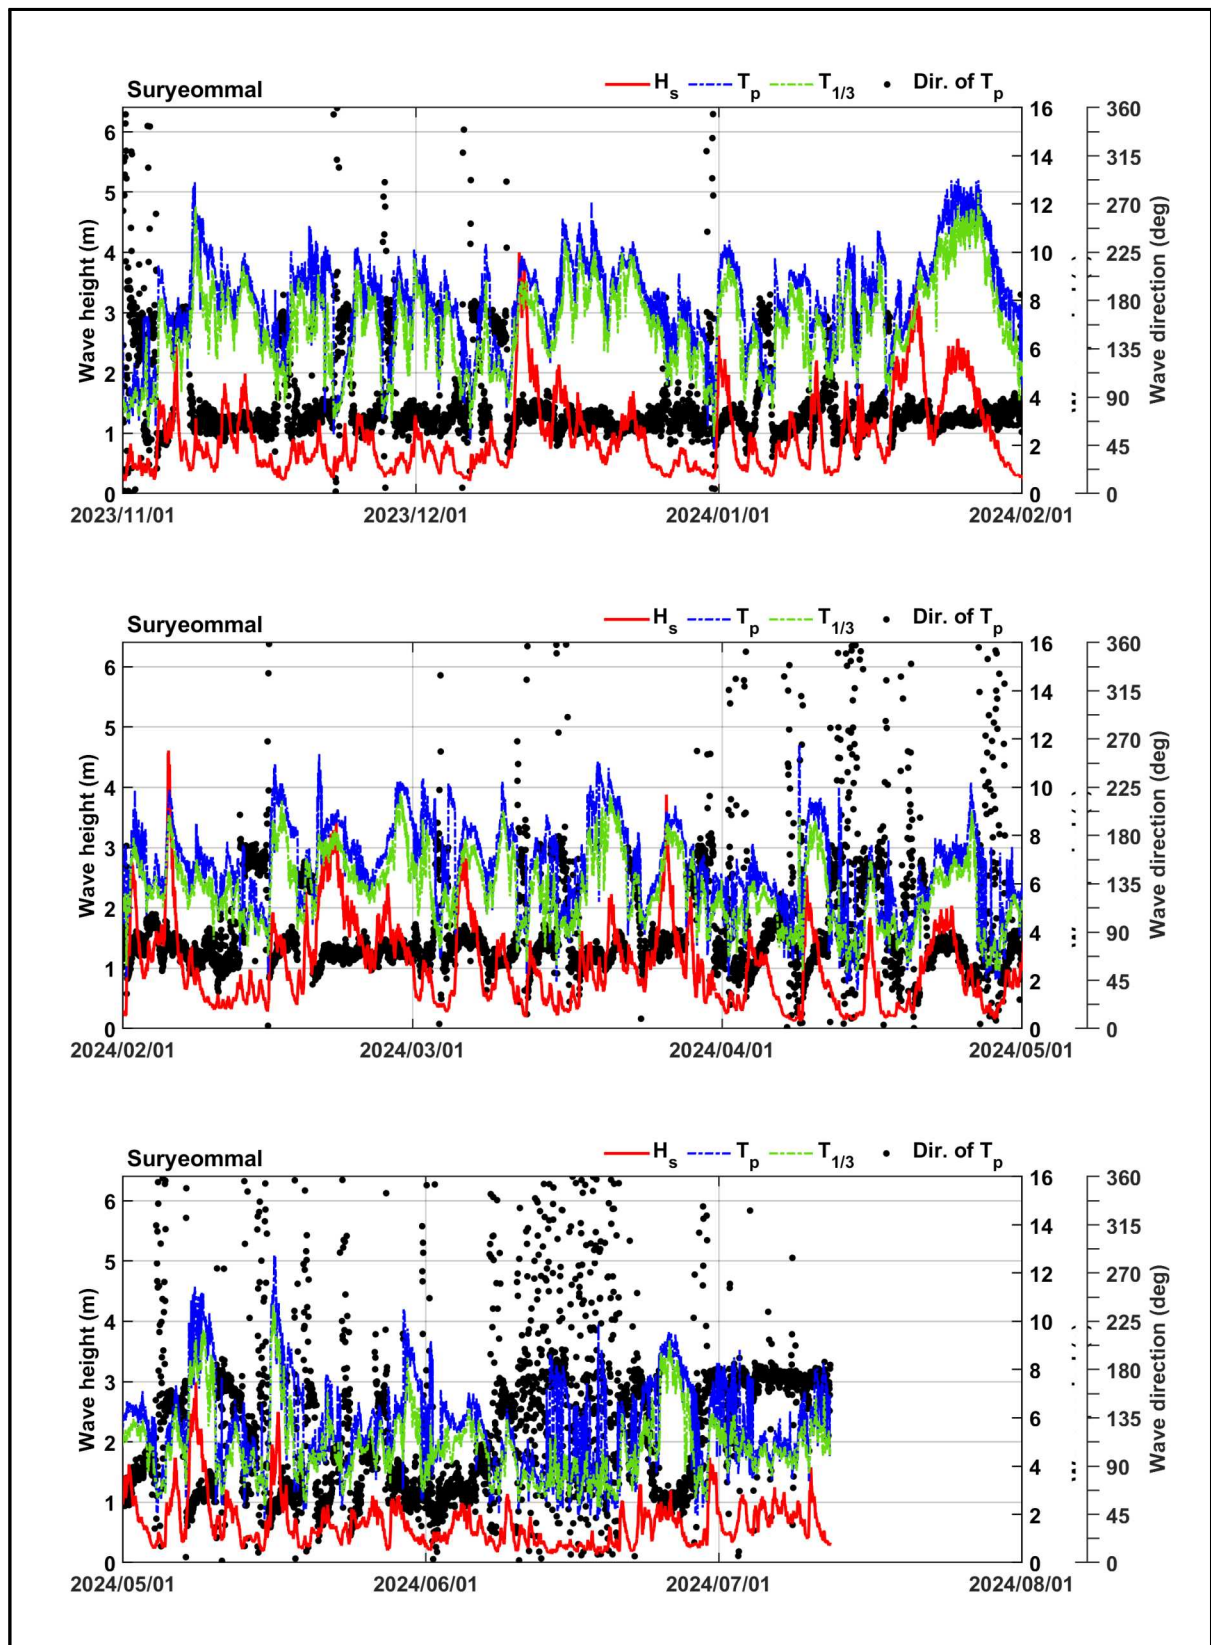 Suryeommal
Hs Tp T1/3 Dir. of Tp
6 5 4 3 2 1 0
Wave height (m)
16 14 12 10 8 6 4 2 0
360 315 270 225 180 135 90 45 0
Wave direction (deg)
2023/11/01 2023/12/01 2024/01/01 2024/02/01
Suryeommal
Hs Tp T1/3 Dir. of Tp
6 5 4 3 2 1 0
Wave height (m)
16 14 12 10 8 6 4 2 0
360 315 270 225 180 135 90 45 0
Wave direction (deg)
2024/02/01 2024/03/01 2024/04/01 2024/05/01
Suryeommal
Hs Tp T1/3 Dir. of Tp
6 5 4 3 2 1 0
Wave height (m)
16 14 12 10 8 6 4 2 0
360 315 270 225 180 135 90 45 0
Wave direction (deg)
2024/05/01 2024/06/01 2024/07/01 2024/08/01